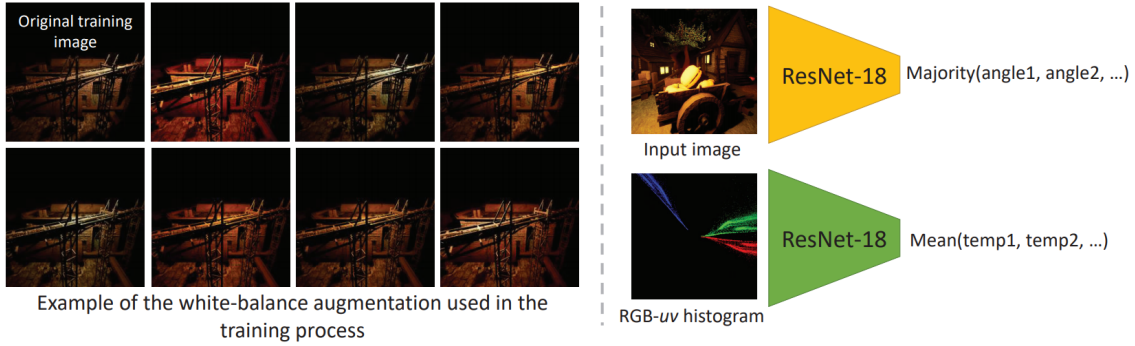 Original training
image
Example of the white-balance augmentation used in the
training process
Input image
ResNet-18
Majority(angle1, angle2, …)
RGB-uv histogram
ResNet-18
Mean(temp1, temp2, …)